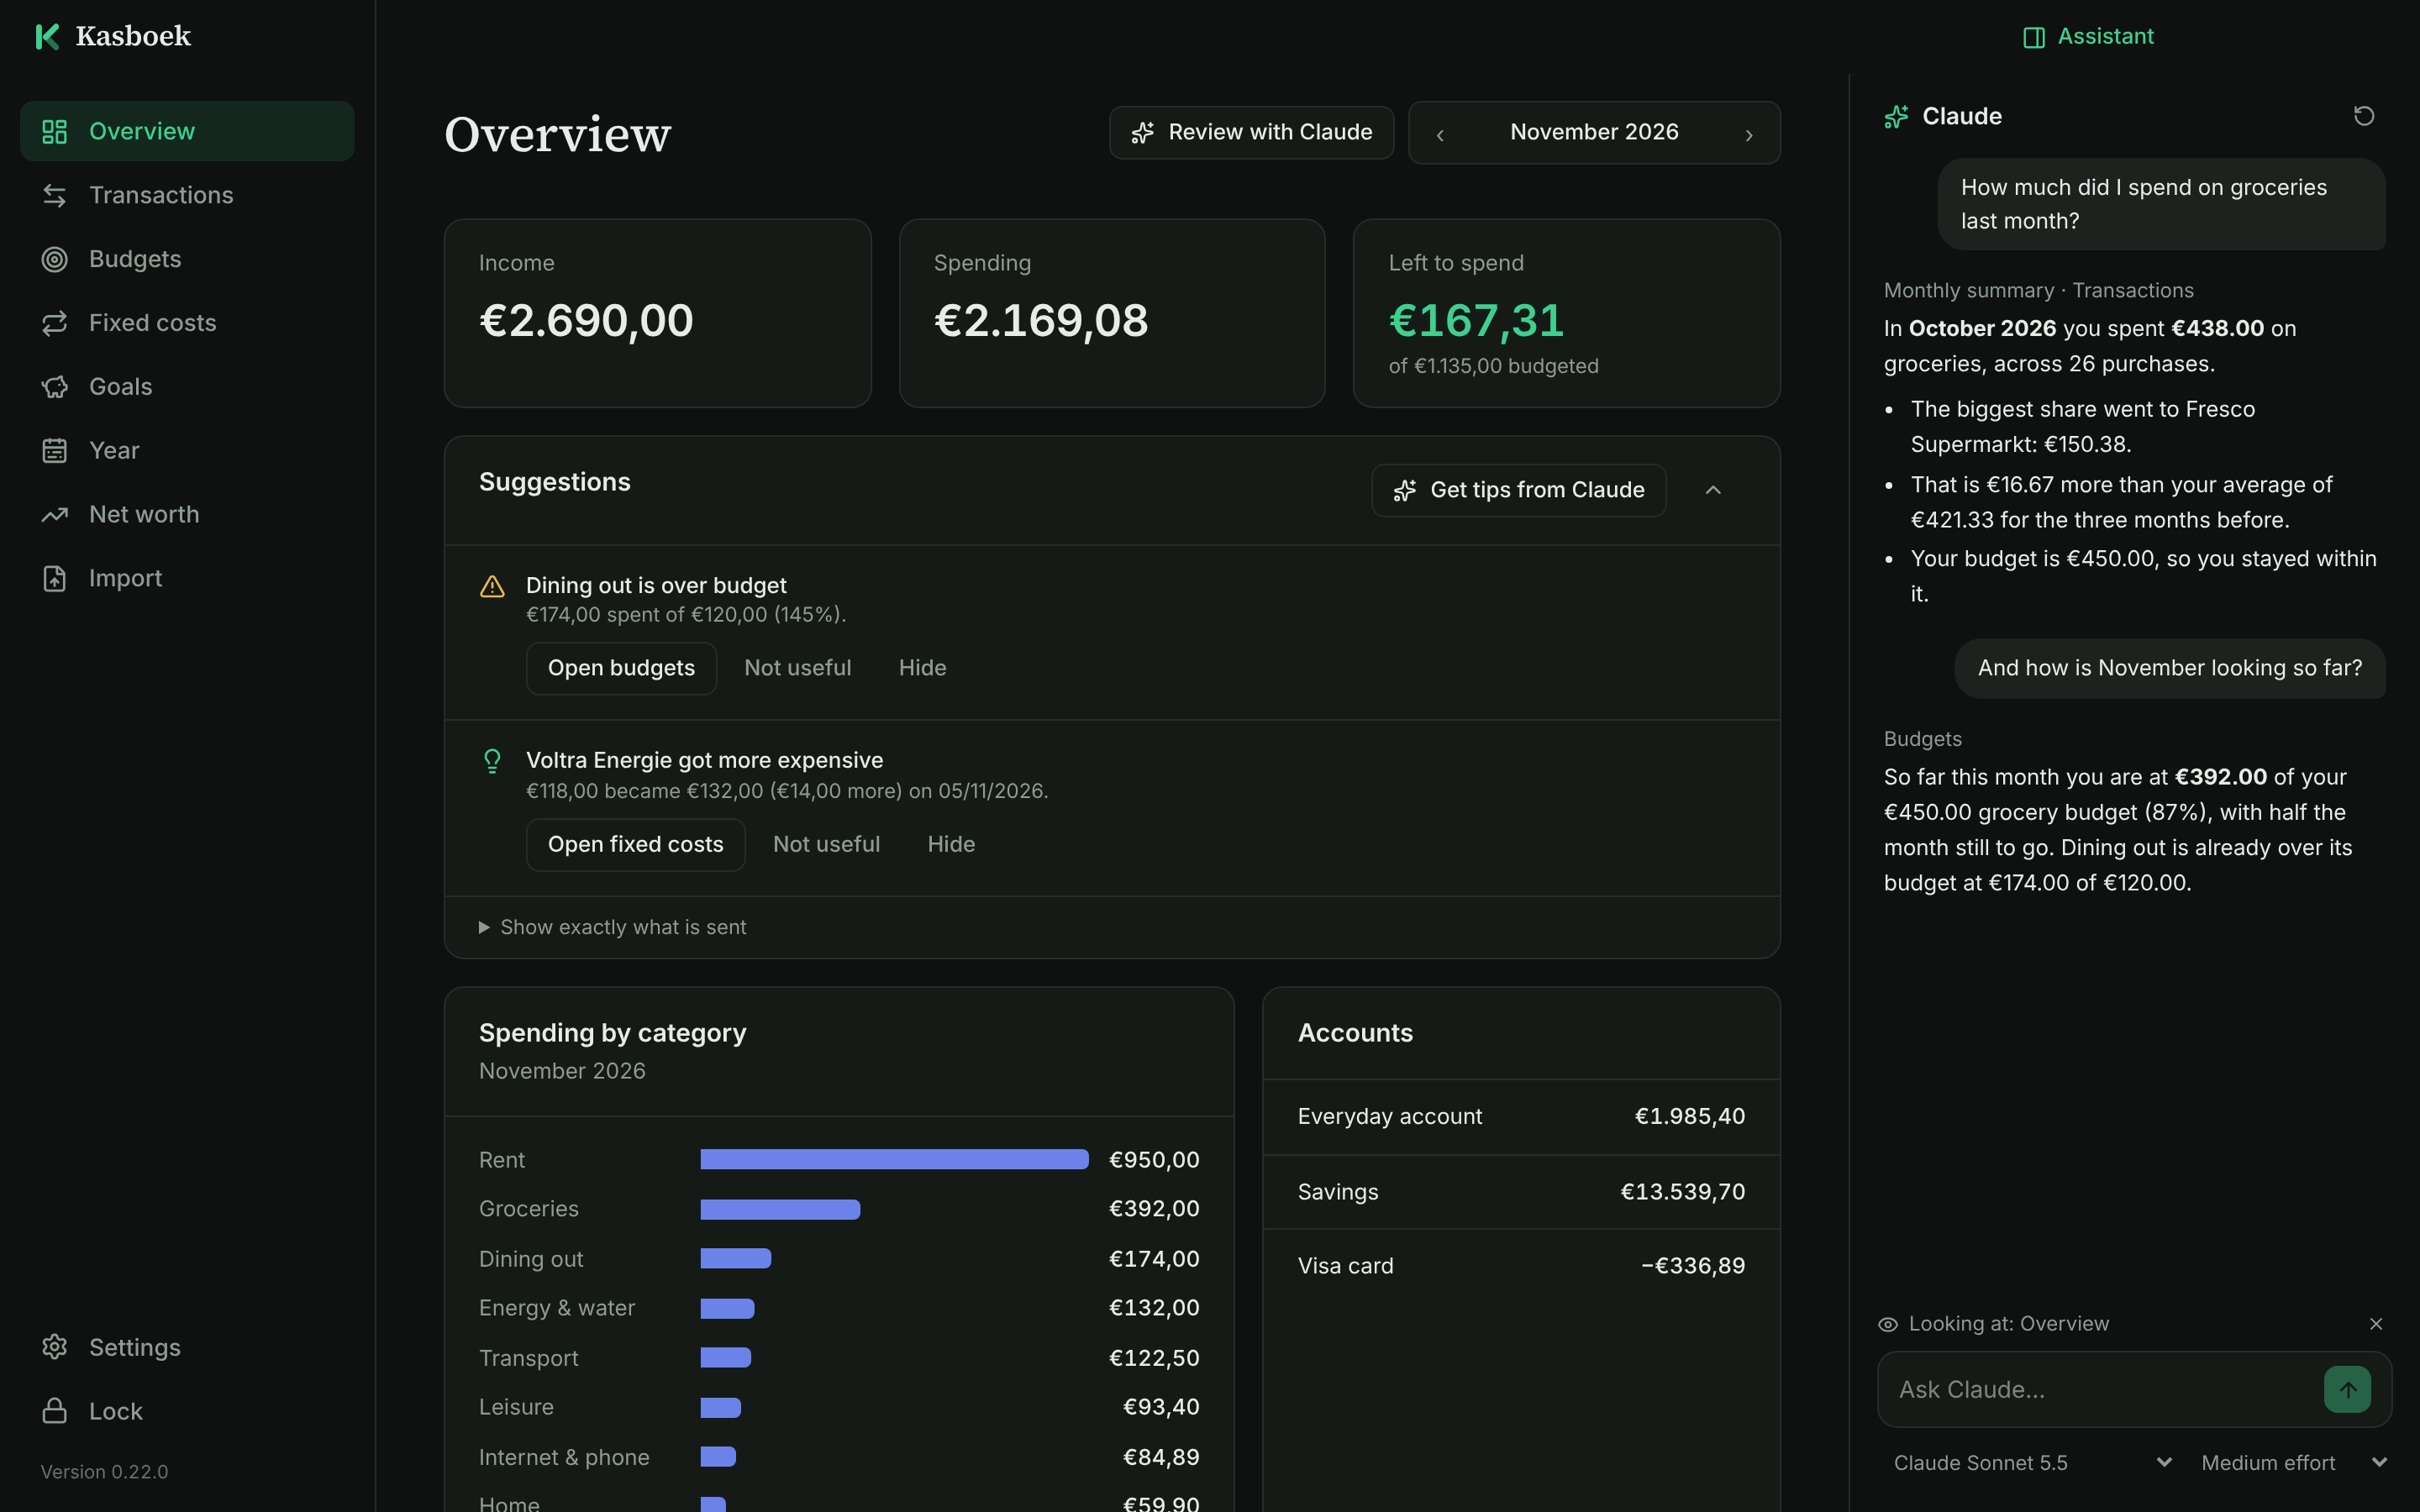 Kasboek
Assistant
Overview
Transactions
Budgets
Fixed costs
Goals
Year
Net worth
Import
Settings
Lock
Version 0.22.0
Overview
Review with Claude
‹ November 2026 ›
Income
€2.690,00
Spending
€2.169,08
Left to spend
€167,31
of €1.135,00 budgeted
Suggestions
Get tips from Claude
Dining out is over budget
€174,00 spent of €120,00 (145%).
Open budgets Not useful Hide
Voltra Energie got more expensive
€118,00 became €132,00 (€14,00 more) on 05/11/2026.
Open fixed costs Not useful Hide
Show exactly what is sent
Spending by category
November 2026
Rent €950,00
Groceries €392,00
Dining out €174,00
Energy & water €132,00
Transport €122,50
Leisure €93,40
Internet & phone €84,89
Home €59,90
Accounts
Everyday account €1.985,40
Savings €13.539,70
Visa card −€336,89
Claude
How much did I spend on groceries
last month?
Monthly summary · Transactions
In October 2026 you spent €438.00 on
groceries, across 26 purchases.
• The biggest share went to Fresco
Supermarkt: €150.38.
• That is €16.67 more than your average of
€421.33 for the three months before.
• Your budget is €450.00, so you stayed within
it.
And how is November looking so far?
Budgets
So far this month you are at €392.00 of your
€450.00 grocery budget (87%), with half the
month still to go. Dining out is already over its
budget at €174.00 of €120.00.
Looking at: Overview
Ask Claude...
Claude Sonnet 5.5 Medium effort